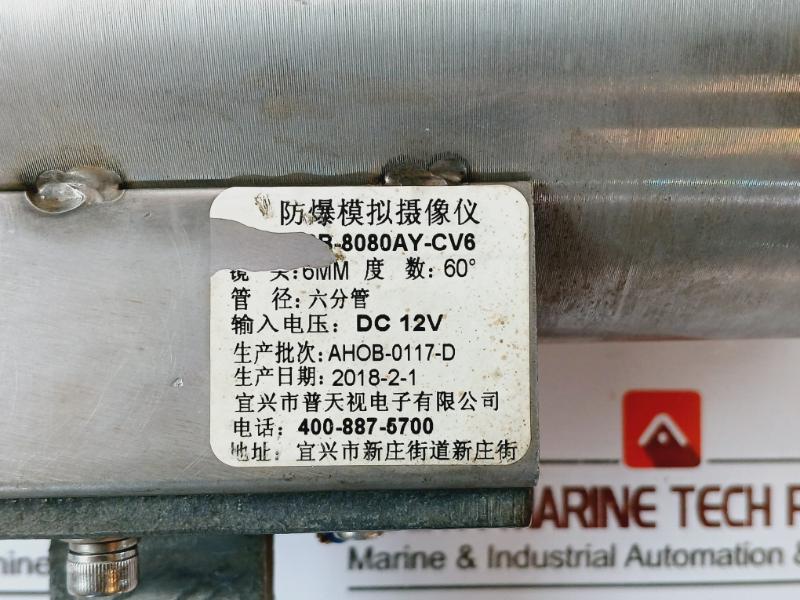 防爆模拟摄像仪
B-8080AY-CV6
镜 头: 6MM 度 数: 60°
管 径: 六分管
输入电压: DC 12V
生产批次: AHOB-0117-D
生产日期: 2018-2-1
宜兴市普天视电子有限公司
电话: 400-887-5700
地址: 宜兴市新庄街道新庄街
MARINE TECH
Marine & Industrial Automation &